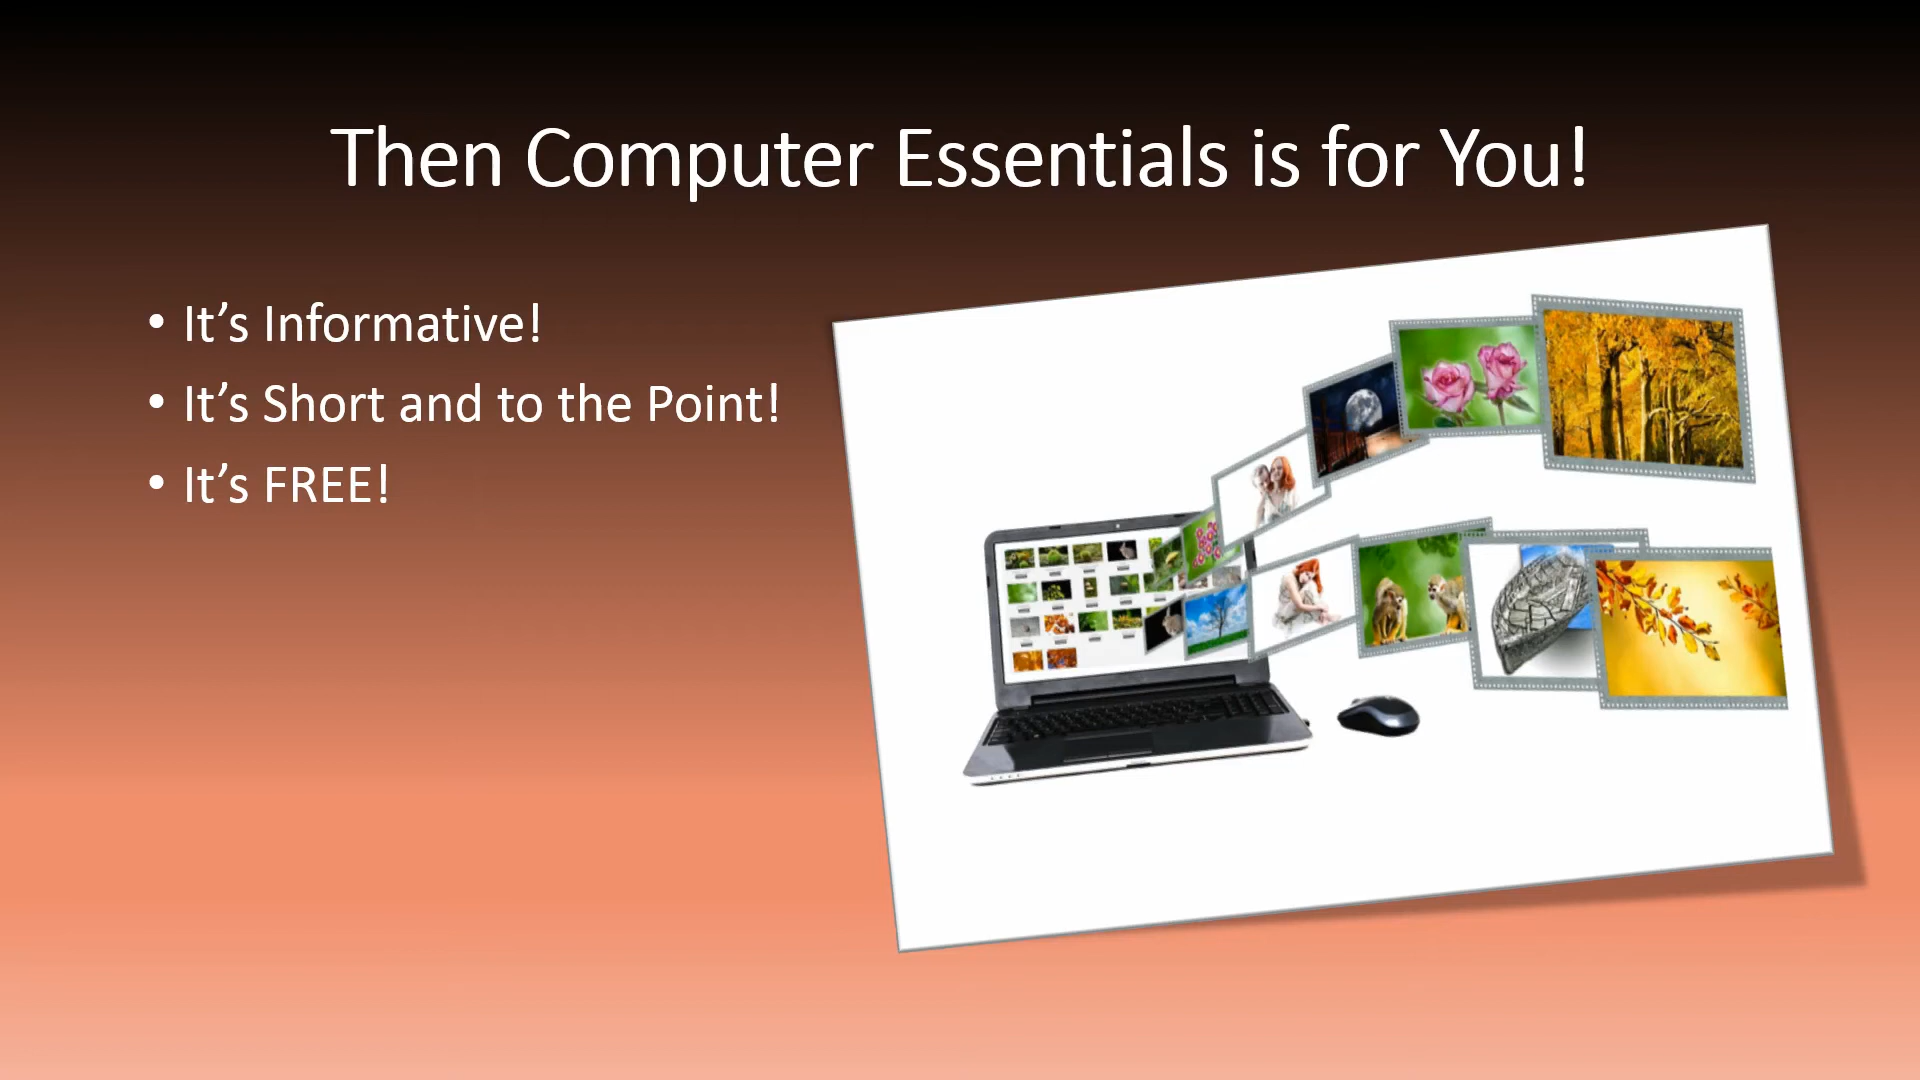 Then Computer Essentials is for You!
• It’s Informative!
• It’s Short and to the Point!
• It’s FREE!